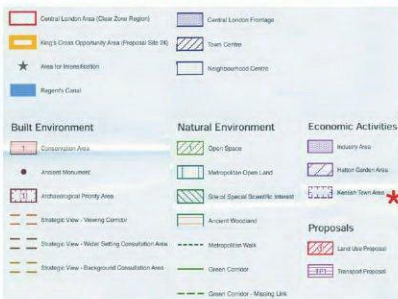 Central London Area (Clear Zone Region)
King's Cross Opportunity Area (Proposal Site 26)
Area for Intensification
Regent's Canal
Central London Frontage
Town Centre
Neighbourhood Centre
Built Environment
Conservation Area
Ancient Monument
Archaeological Priority Area
Strategic View - Viewing Corridor
Strategic View - Wider Setting Consultation Area
Strategic View - Background Consultation Area
Natural Environment
Open Space
Metropolitan Open Land
Site of Special Scientific Interest
Ancient Woodland
Metropolitan Walk
Green Corridor
Green Corridor - Missing Link
Economic Activities
Industry Area
Hatton Garden Area
Kentish Town Area
Proposals
Land Use Proposal
Transport Proposal